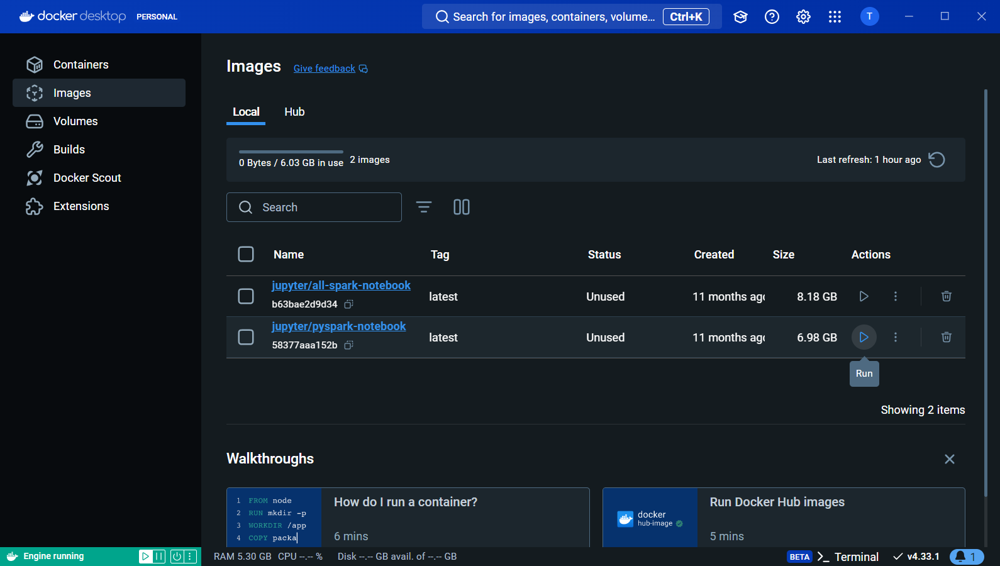 docker desktop PERSONAL
Search for images, containers, volume... Ctrl+K
T
Containers
Images
Volumes
Builds
Docker Scout
Extensions
Images Give feedback
Local Hub
0 Bytes / 6.03 GB in use 2 images
Last refresh: 1 hour ago
Search
Name Tag Status Created Size Actions
jupyter/all-spark-notebook
b63bae2d9d34
latest Unused 11 months ago 8.18 GB
jupyter/pyspark-notebook
58377aaa152b
latest Unused 11 months ago 6.98 GB
Run
Showing 2 items
Walkthroughs
1 FROM node
2 RUN mkdir -p
3 WORKDIR /app
4 COPY packa
How do I run a container?
6 mins
docker
hub-image
Run Docker Hub images
5 mins
Engine running
RAM 5.30 GB CPU --.-- % Disk --.-- GB avail. of --.-- GB
BETA >_ Terminal v4.33.1 1